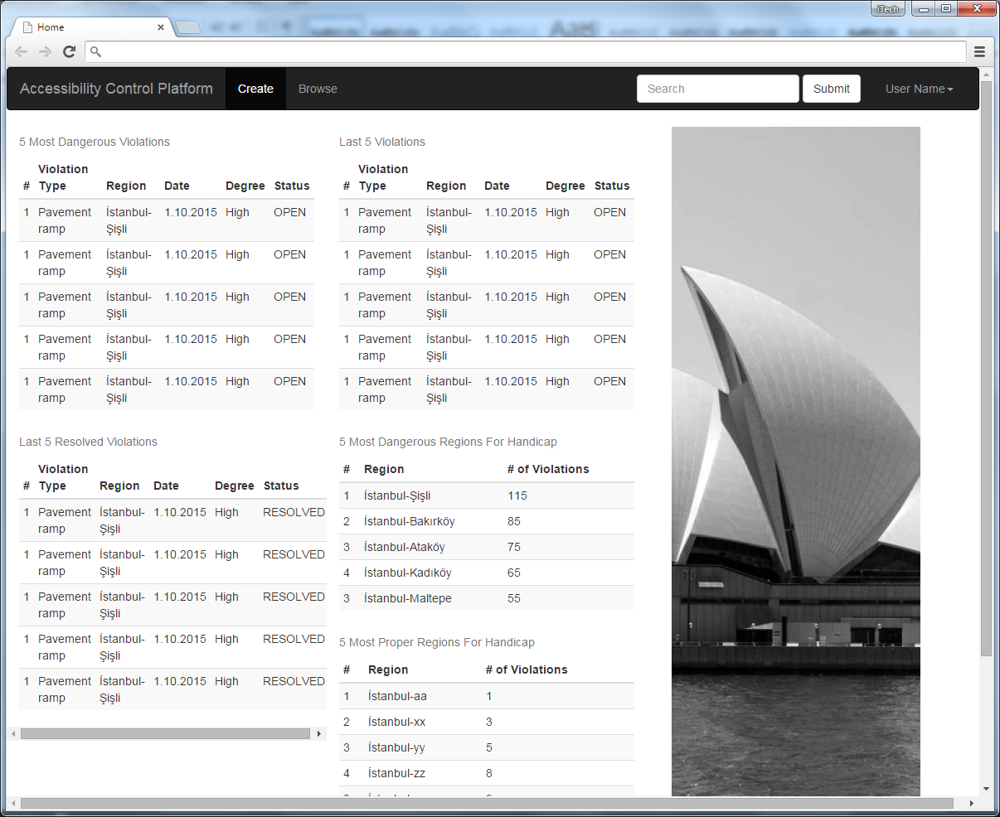 iTech
Home
Accessibility Control Platform Create Browse Search Submit User Name
5 Most Dangerous Violations
# Violation Type Region Date Degree Status
1 Pavement ramp İstanbul-Şişli 1.10.2015 High OPEN
1 Pavement ramp İstanbul-Şişli 1.10.2015 High OPEN
1 Pavement ramp İstanbul-Şişli 1.10.2015 High OPEN
1 Pavement ramp İstanbul-Şişli 1.10.2015 High OPEN
1 Pavement ramp İstanbul-Şişli 1.10.2015 High OPEN
Last 5 Violations
# Violation Type Region Date Degree Status
1 Pavement ramp İstanbul-Şişli 1.10.2015 High OPEN
1 Pavement ramp İstanbul-Şişli 1.10.2015 High OPEN
1 Pavement ramp İstanbul-Şişli 1.10.2015 High OPEN
1 Pavement ramp İstanbul-Şişli 1.10.2015 High OPEN
1 Pavement ramp İstanbul-Şişli 1.10.2015 High OPEN
Last 5 Resolved Violations
# Violation Type Region Date Degree Status
1 Pavement ramp İstanbul-Şişli 1.10.2015 High RESOLVED
1 Pavement ramp İstanbul-Şişli 1.10.2015 High RESOLVED
1 Pavement ramp İstanbul-Şişli 1.10.2015 High RESOLVED
1 Pavement ramp İstanbul-Şişli 1.10.2015 High RESOLVED
1 Pavement ramp İstanbul-Şişli 1.10.2015 High RESOLVED
5 Most Dangerous Regions For Handicap
# Region # of Violations
1 İstanbul-Şişli 115
2 İstanbul-Bakırköy 85
3 İstanbul-Ataköy 75
4 İstanbul-Kadıköy 65
3 İstanbul-Maltepe 55
5 Most Proper Regions For Handicap
# Region # of Violations
1 İstanbul-aa 1
2 İstanbul-xx 3
3 İstanbul-yy 5
4 İstanbul-zz 8